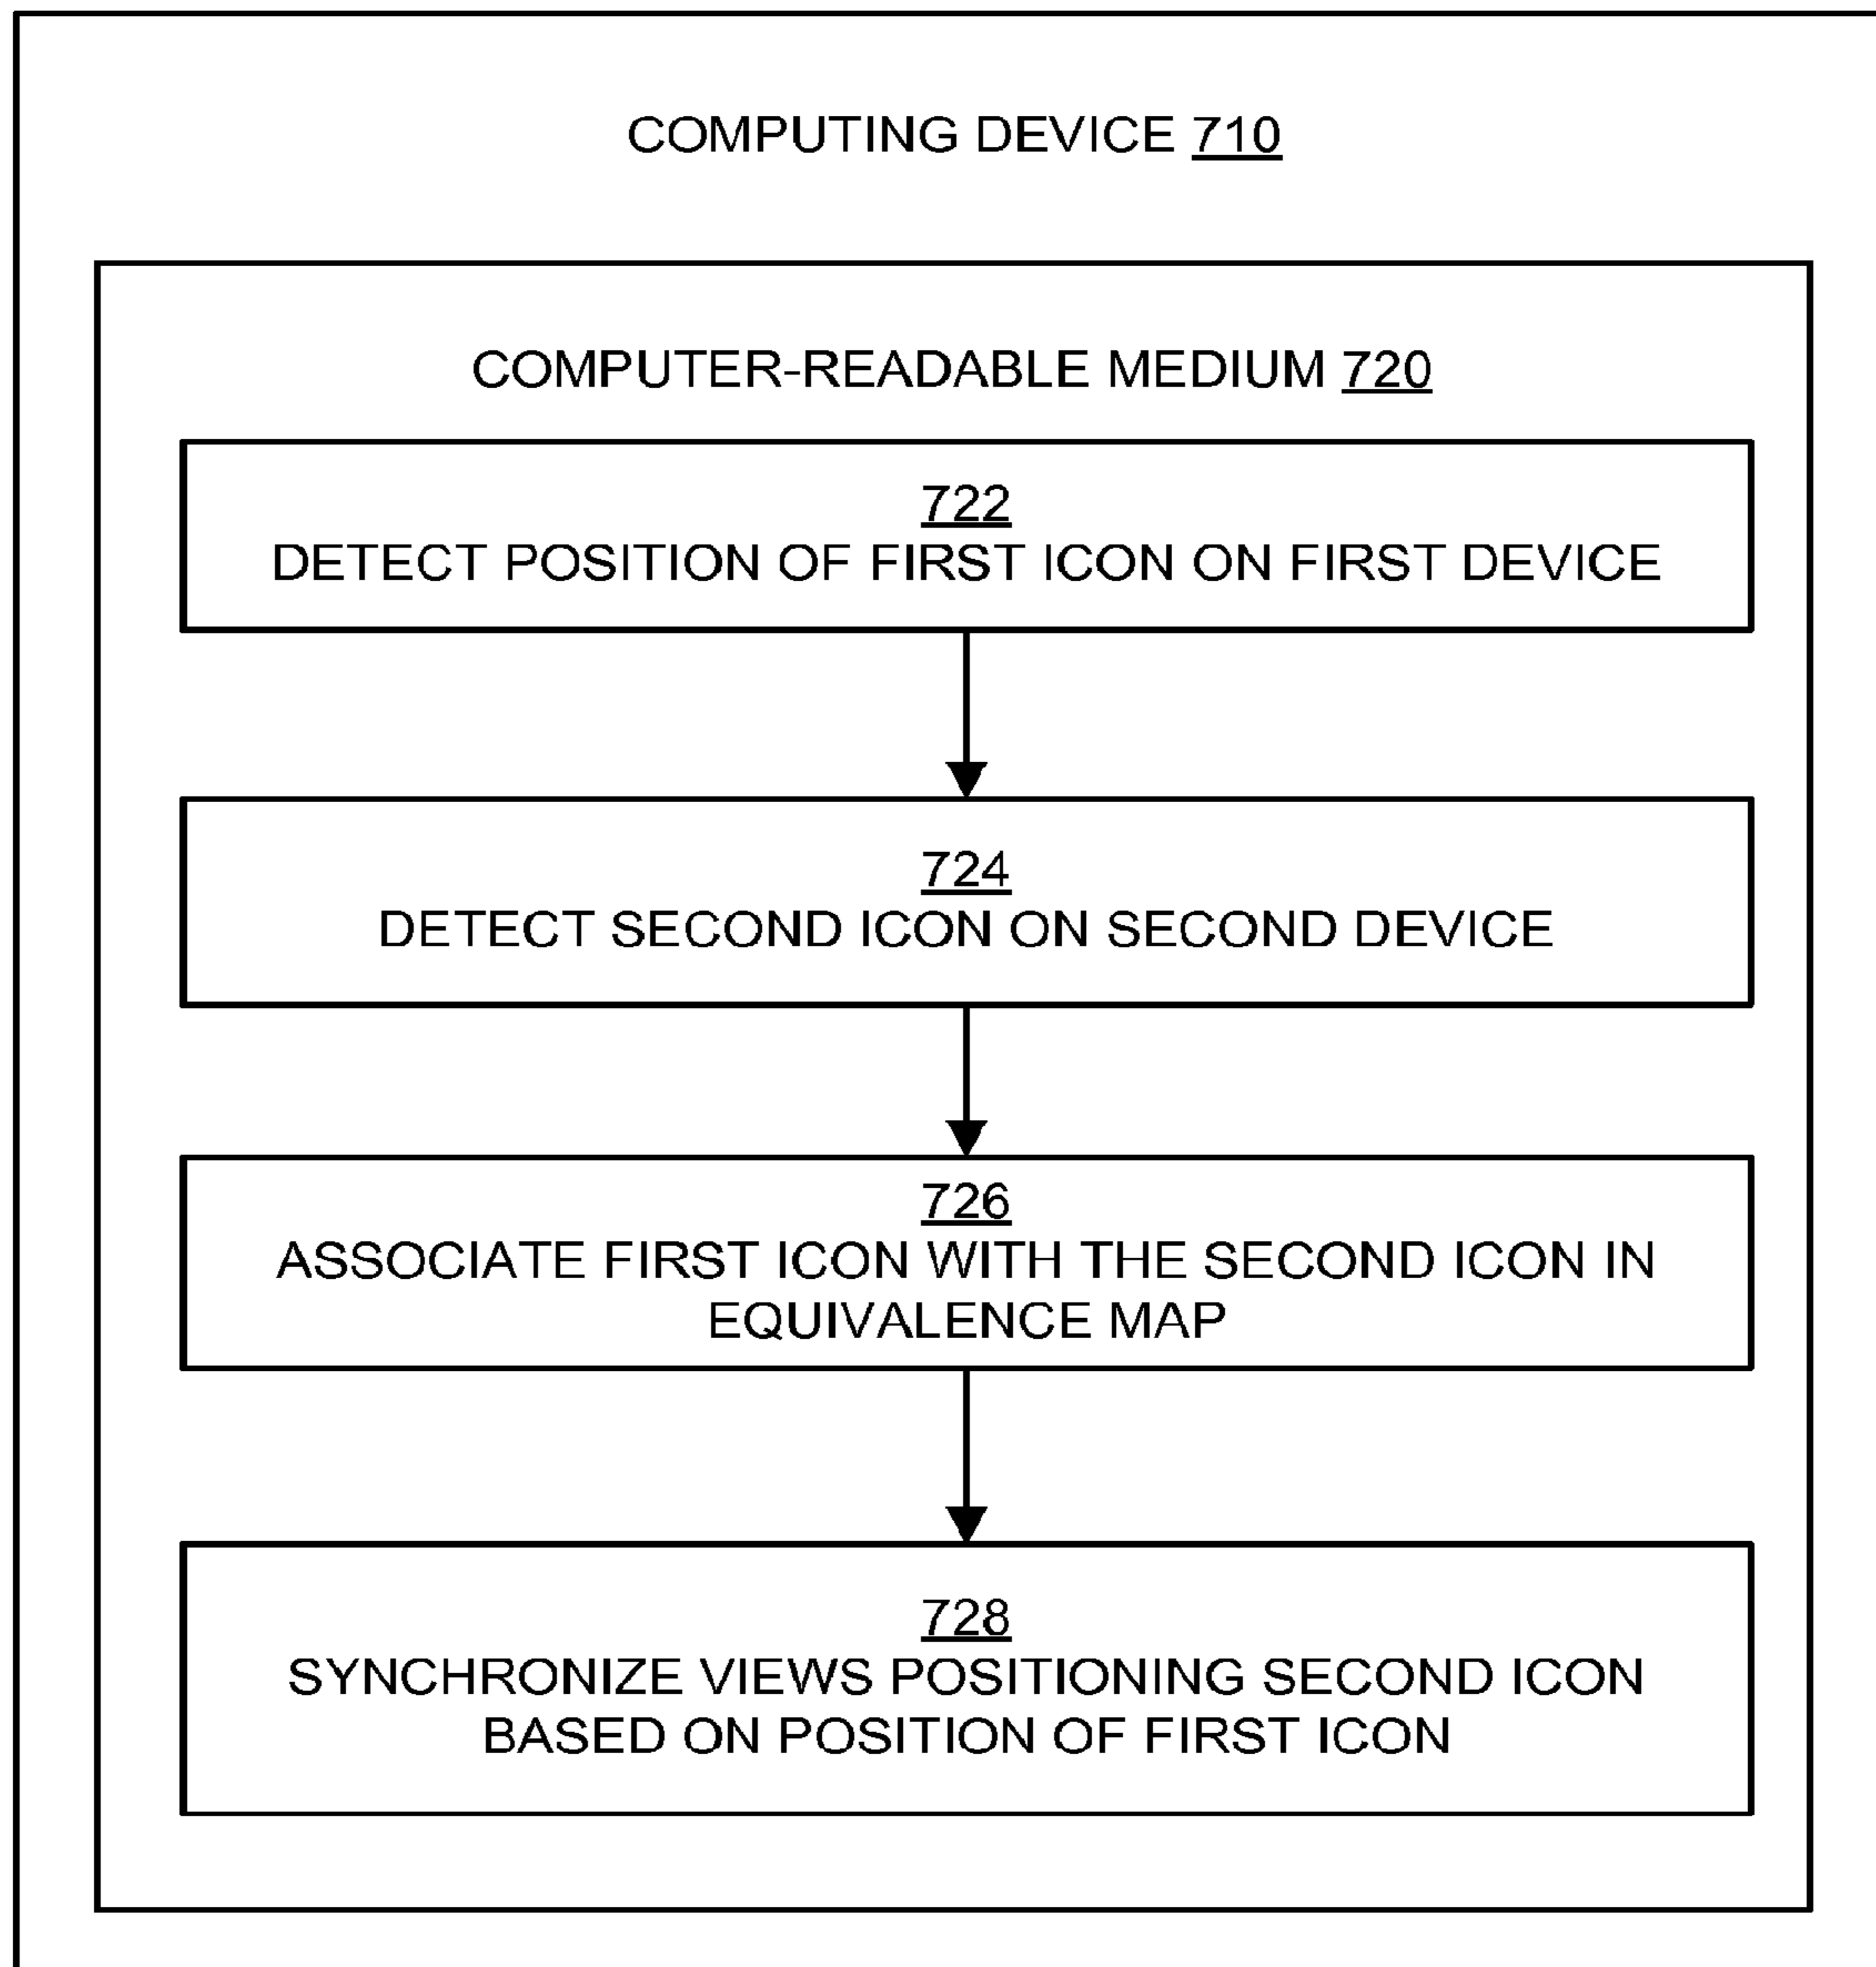 COMPUTING DEVICE 710
COMPUTER-READABLE MEDIUM 720
722
DETECT POSITION OF FIRST ICON ON FIRST DEVICE
724
DETECT SECOND ICON ON SECOND DEVICE
726
ASSOCIATE FIRST ICON WITH THE SECOND ICON IN
EQUIVALENCE MAP
728
SYNCHRONIZE VIEWS POSITIONING SECOND ICON
BASED ON POSITION OF FIRST ICON